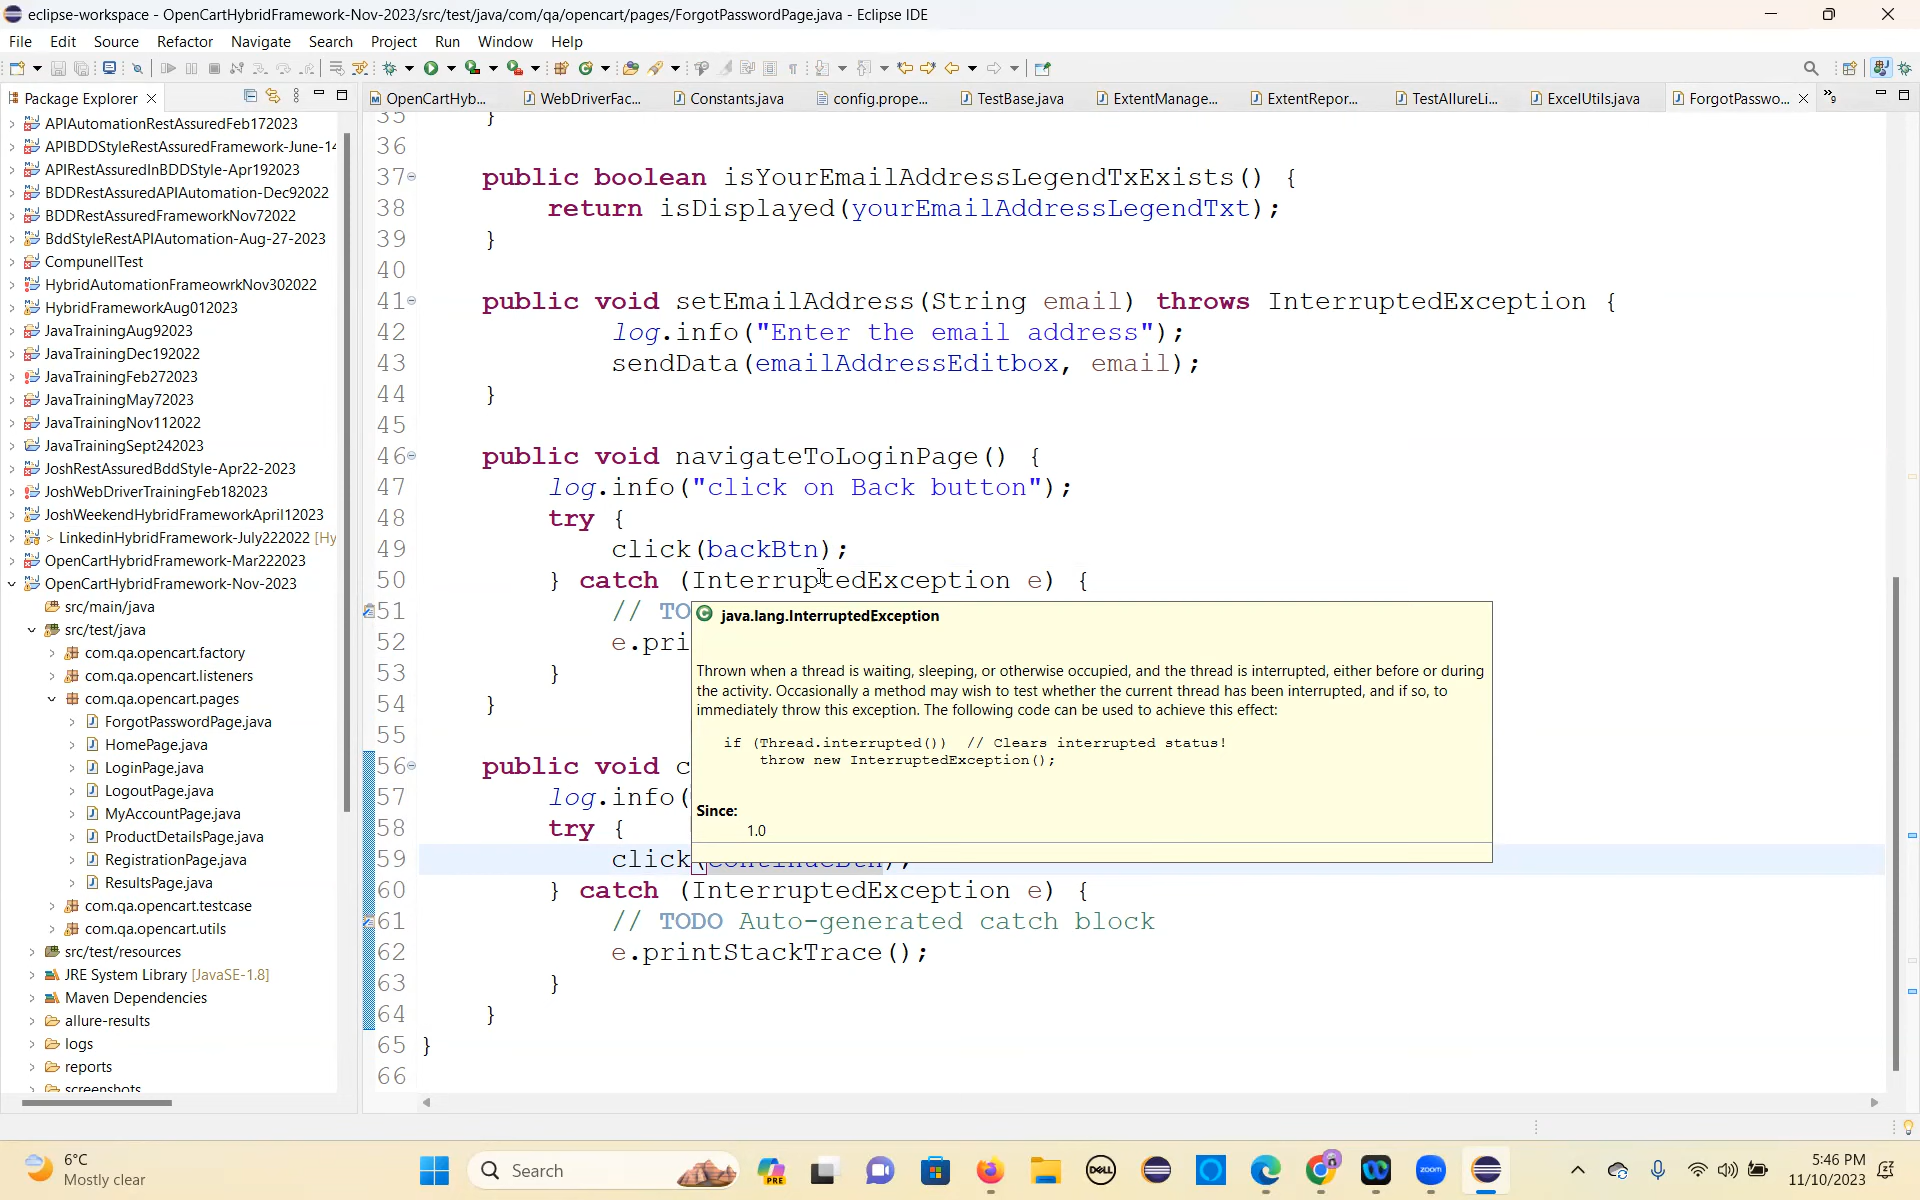 eclipse-workspace - OpenCartHybridFramework-Nov-2023/src/test/java/com/qa/opencart/pages/ForgotPasswordPage.java - Eclipse IDE
File Edit Source Refactor Navigate Search Project Run Window Help
Package Explorer
OpenCartHyb... WebDriverFac... Constants.java config.prope... TestBase.java ExtentManage... ExtentRepor... TestAllureLi... ExcelUtils.java ForgotPasswo... »9
APIAutomationRestAssuredFeb172023
APIBDDStyleRestAssuredFramework-June-14
APIRestAssuredInBDDStyle-Apr192023
BDDRestAssuredAPIAutomation-Dec92022
BDDRestAssuredFrameworkNov72022
BddStyleRestAPIAutomation-Aug-27-2023
CompunellTest
HybridAutomationFrameowrkNov302022
HybridFrameworkAug012023
JavaTrainingAug92023
JavaTrainingDec192022
JavaTrainingFeb272023
JavaTrainingMay72023
JavaTrainingNov112022
JavaTrainingSept242023
JoshRestAssuredBddStyle-Apr22-2023
JoshWebDriverTrainingFeb182023
JoshWeekendHybridFrameworkApril12023
> LinkedinHybridFramework-July222022 [Hy
OpenCartHybridFramework-Mar222023
OpenCartHybridFramework-Nov-2023
src/main/java
src/test/java
com.qa.opencart.factory
com.qa.opencart.listeners
com.qa.opencart.pages
ForgotPasswordPage.java
HomePage.java
LoginPage.java
LogoutPage.java
MyAccountPage.java
ProductDetailsPage.java
RegistrationPage.java
ResultsPage.java
com.qa.opencart.testcase
com.qa.opencart.utils
src/test/resources
JRE System Library [JavaSE-1.8]
Maven Dependencies
allure-results
logs
reports
screenshots
35 }
36
37 public boolean isYourEmailAddressLegendTxExists() {
38 return isDisplayed(yourEmailAddressLegendTxt);
39 }
40
41 public void setEmailAddress(String email) throws InterruptedException {
42 log.info("Enter the email address");
43 sendData(emailAddressEditbox, email);
44 }
45
46 public void navigateToLoginPage() {
47 log.info("click on Back button");
48 try {
49 click(backBtn);
50 } catch (InterruptedException e) {
51 // TO
52 e.pri
53 }
54 }
55
56 public void c
57 log.info(
58 try {
59 click(continueBtn);
60 } catch (InterruptedException e) {
61 // TODO Auto-generated catch block
62 e.printStackTrace();
63 }
64 }
65 }
66
java.lang.InterruptedException
Thrown when a thread is waiting, sleeping, or otherwise occupied, and the thread is interrupted, either before or during
the activity. Occasionally a method may wish to test whether the current thread has been interrupted, and if so, to
immediately throw this exception. The following code can be used to achieve this effect:
if (Thread.interrupted()) // Clears interrupted status!
throw new InterruptedException();
Since:
1.0
6°C
Mostly clear
Search
PRE
DELL
zoom
5:46 PM
11/10/2023